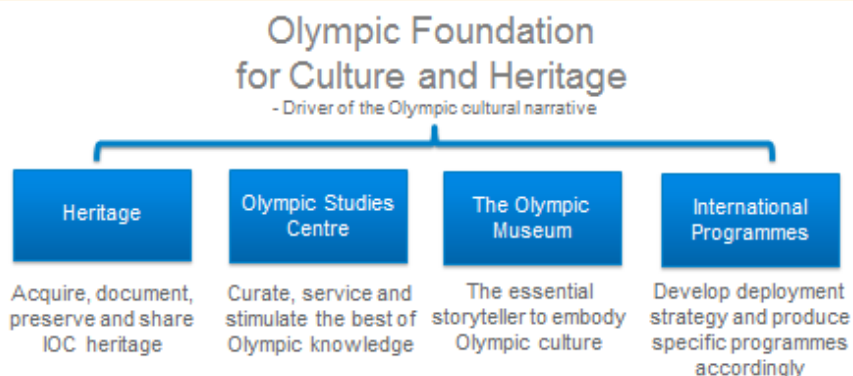 Olympic Foundation
for Culture and Heritage
- Driver of the Olympic cultural narrative
Heritage
Acquire, document,
preserve and share
IOC heritage
Olympic Studies
Centre
Curate, service and
stimulate the best of
Olympic knowledge
The Olympic
Museum
The essential
storyteller to embody
Olympic culture
International
Programmes
Develop deployment
strategy and produce
specific programmes
accordingly